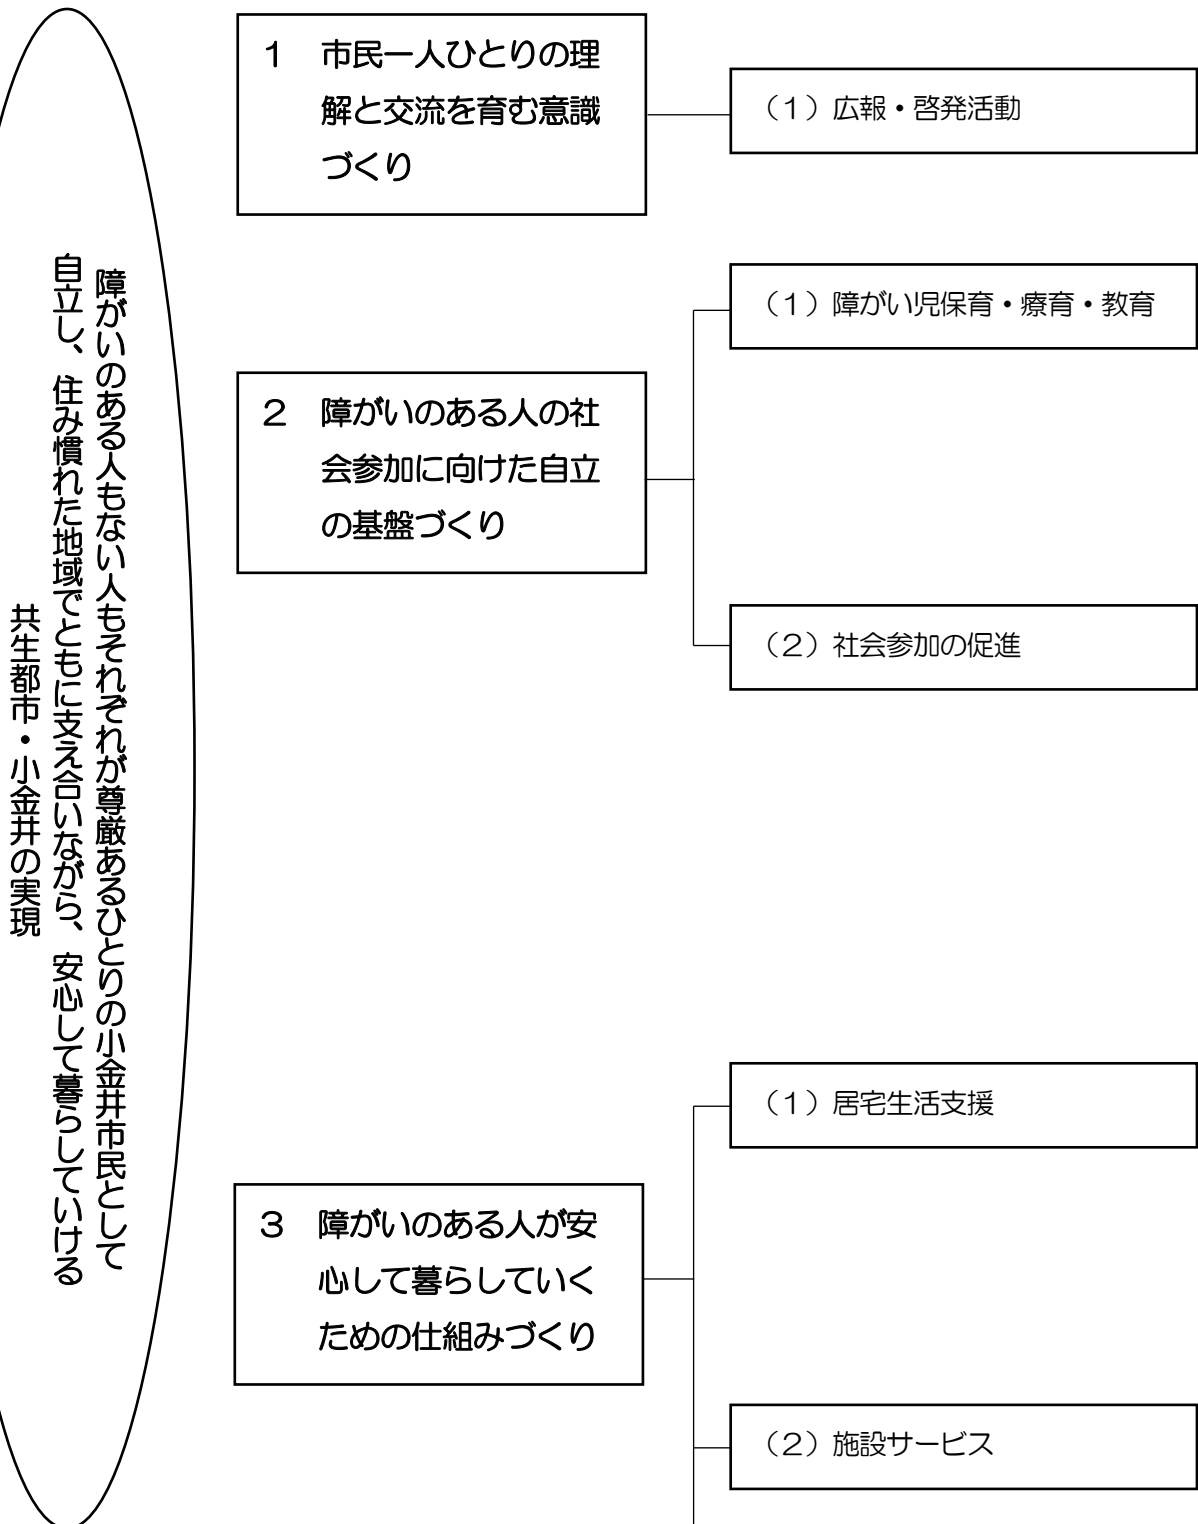 障がいのある人もない人もそれぞれが尊厳あるひとりの小金井市民として
自立し、住み慣れた地域でともに支え合いながら、安心して暮らしていける
共生都市・小金井の実現
１　市民一人ひとりの理
解と交流を育む意識
づくり
（１）広報・啓発活動
２　障がいのある人の社
会参加に向けた自立
の基盤づくり
（１）障がい児保育・療育・教育
（２）社会参加の促進
３　障がいのある人が安
心して暮らしていく
ための仕組みづくり
（１）居宅生活支援
（２）施設サービス